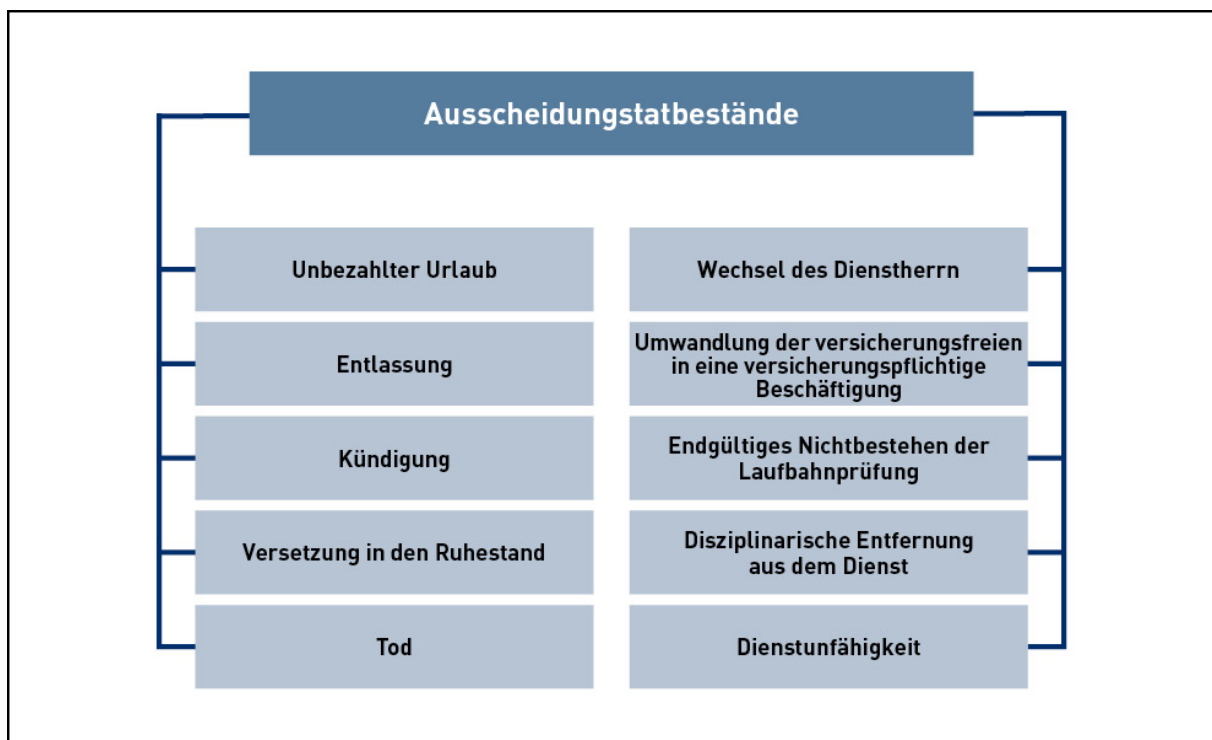 Ausscheidungstatbestände
Unbezahlter Urlaub
Entlassung
Kündigung
Versetzung in den Ruhestand
Tod
Wechsel des Dienstherrn
Umwandlung der versicherungsfreien
in eine versicherungspflichtige
Beschäftigung
Endgültiges Nichtbestehen der
Laufbahnprüfung
Disziplinarische Entfernung
aus dem Dienst
Dienstunfähigkeit